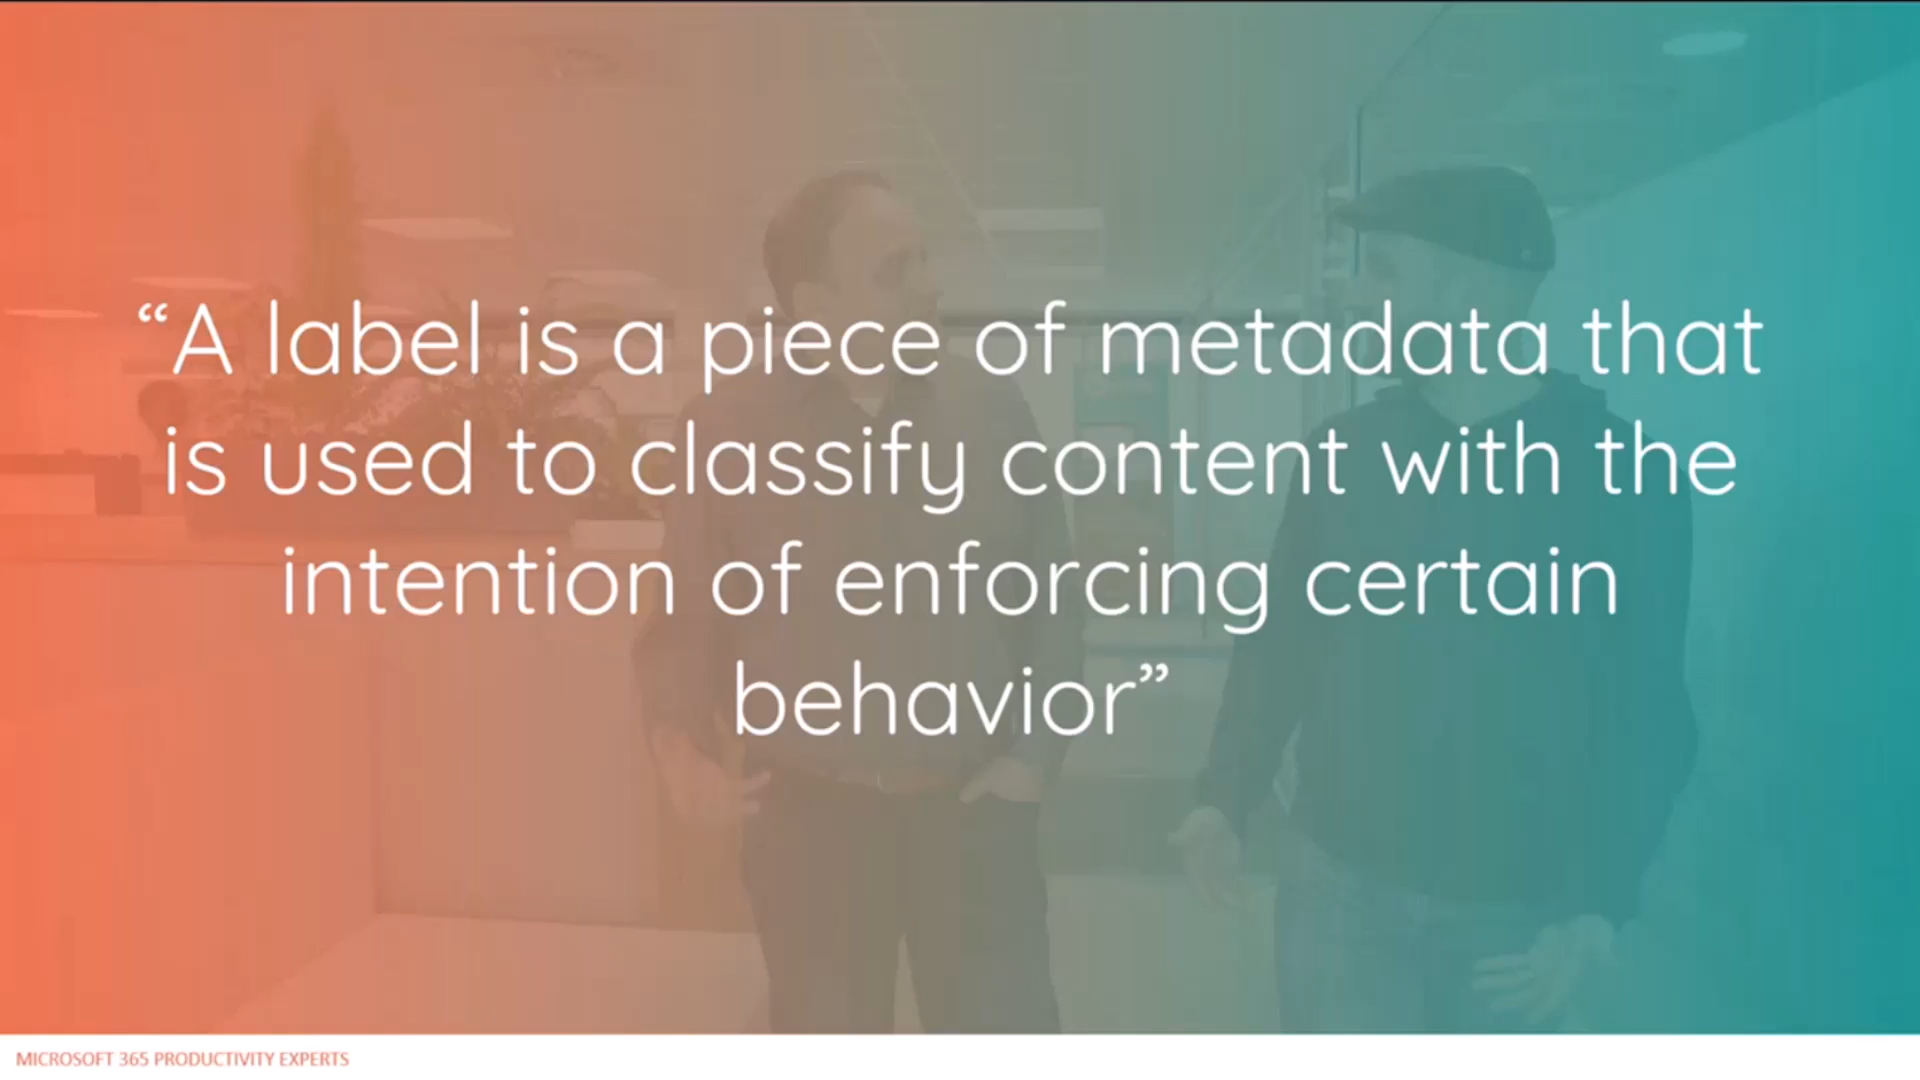 “A label is a piece of metadata that
is used to classify content with the
intention of enforcing certain
behavior”
MICROSOFT 365 PRODUCTIVITY EXPERTS